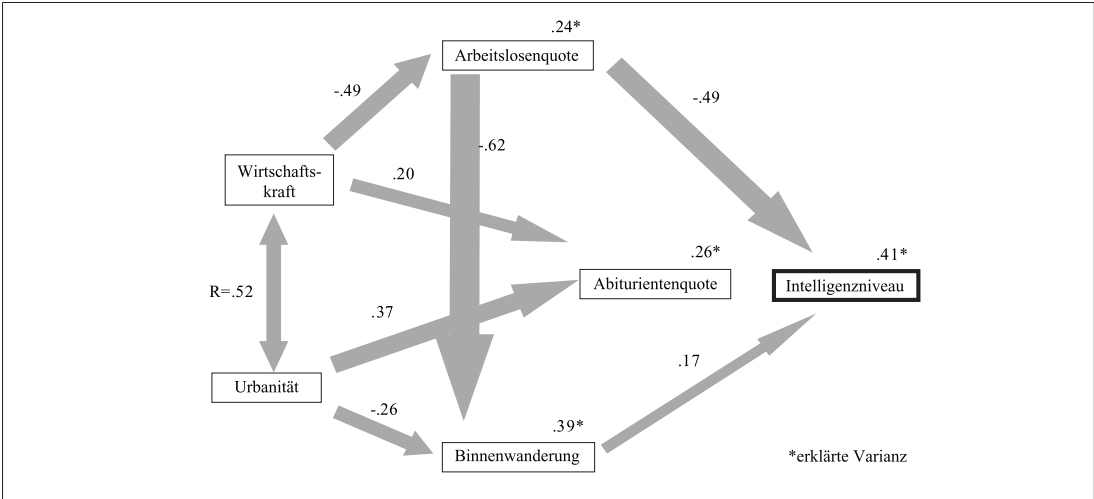 .24*
Arbeitslosenquote
-.49
-.49
-.62
Wirtschafts-
kraft
.20
.26*
.41*
Abiturientenquote
Intelligenzniveau
R=.52
.37
.17
Urbanität
-.26
.39*
Binnenwanderung
*erklärte Varianz